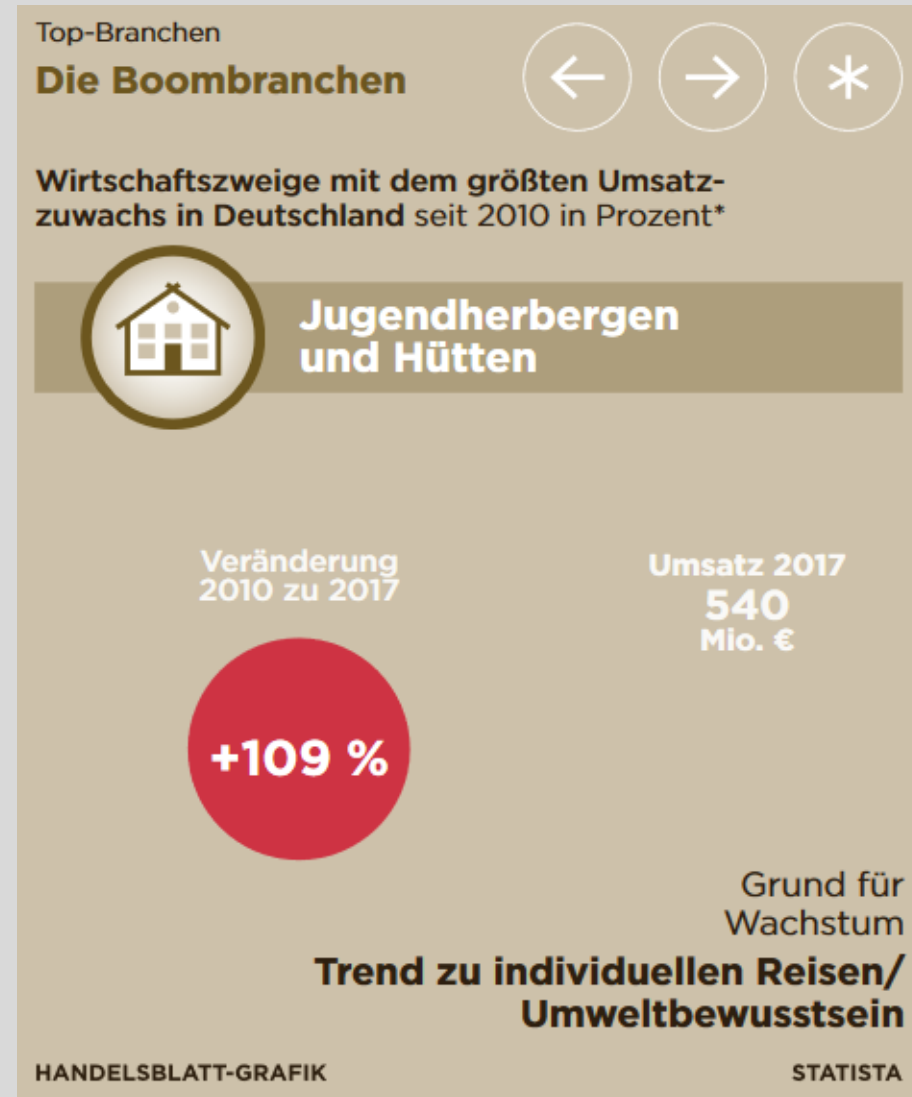 Top-Branchen
Die Boombranchen
Wirtschaftszweige mit dem größten Umsatz-
zuwachs in Deutschland seit 2010 in Prozent*
Jugendherbergen
und Hütten
Veränderung
2010 zu 2017
+109 %
Umsatz 2017
540
Mio. €
Grund für
Wachstum
Trend zu individuellen Reisen/
Umweltbewusstsein
HANDELSBLATT-GRAFIK
STATISTA